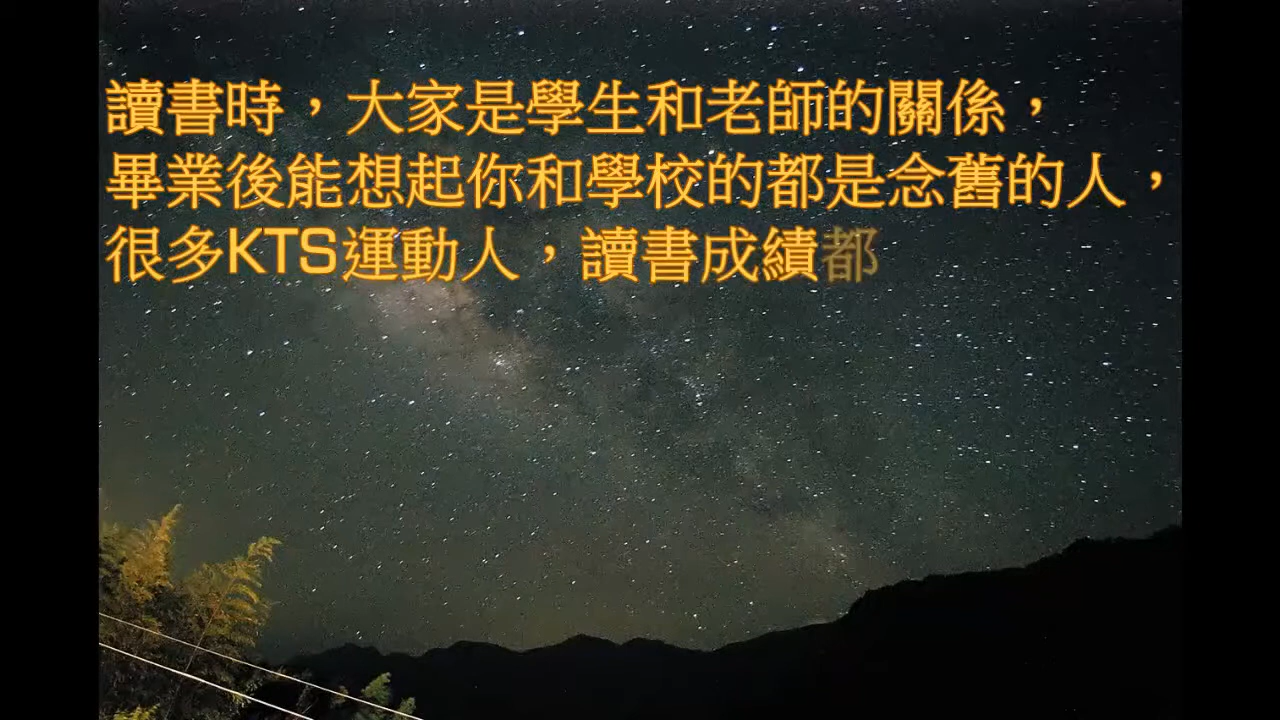 讀書時，大家是學生和老師的關係，
畢業後能想起你和學校的都是念舊的人，
很多KTS運動人，讀書成績都